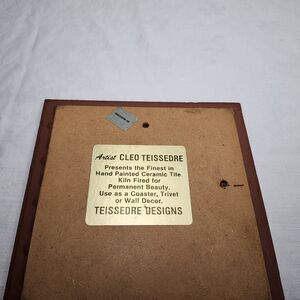 Artist CLEO TEISSEDRE
Presents the Finest in
Hand Painted Ceramic Tile
Kiln Fired for
Permanent Beauty.
Use as a Coaster, Trivet
or Wall Decor.
TEISSEDRE DESIGNS